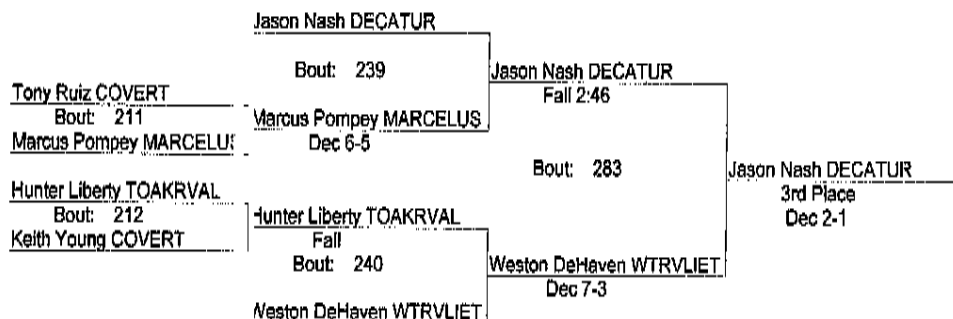 Jason Nash DECATUR
Bout: 239
Jason Nash DECATUR
Fall 2:46
Tony Ruiz COVERT
Bout: 211
Marcus Pompey MARCELUS
Marcus Pompey MARCELUS
Dec 6-5
Bout: 283
Jason Nash DECATUR
3rd Place
Dec 2-1
Hunter Liberty TOAKRVAL
Bout: 212
Keith Young COVERT
Hunter Liberty TOAKRVAL
Fall
Bout: 240
Weston DeHaven WTRVLIET
Dec 7-3
Weston DeHaven WTRVLIET